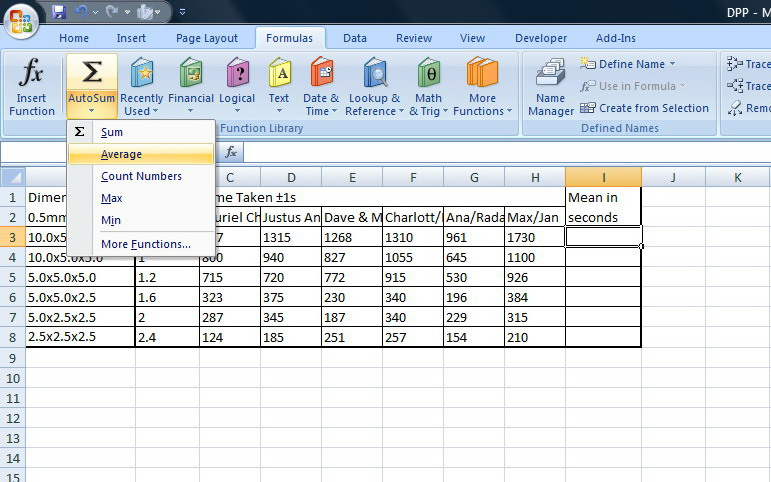 DPP - M
Home Insert Page Layout Formulas Data Review View Developer Add-Ins
fx Σ θ Define Name Trace
Insert AutoSum Recently Financial Logical Text Date & Lookup & Math More Name Use in Formula Trace
Function Used Time Reference & Trig Functions Manager Create from Selection Remo
Function Library Defined Names
Σ Sum
Average
Count Numbers
Max
Min
More Functions...
fx
C D E F G H I J K
1 Dimen me Taken ±1s Mean in
2 0.5mm uriel Ch Justus An Dave & M Charlott/ Ana/Rada Max/Jan seconds
3 10.0x5 7 1315 1268 1310 961 1730
4 10.0x5.0x5.0 1 800 940 827 1055 645 1100
5 5.0x5.0x5.0 1.2 715 720 772 915 530 926
6 5.0x5.0x2.5 1.6 323 375 230 340 196 384
7 5.0x2.5x2.5 2 287 345 187 340 229 315
8 2.5x2.5x2.5 2.4 124 185 251 257 154 210
9
10
11
12
13
14
15